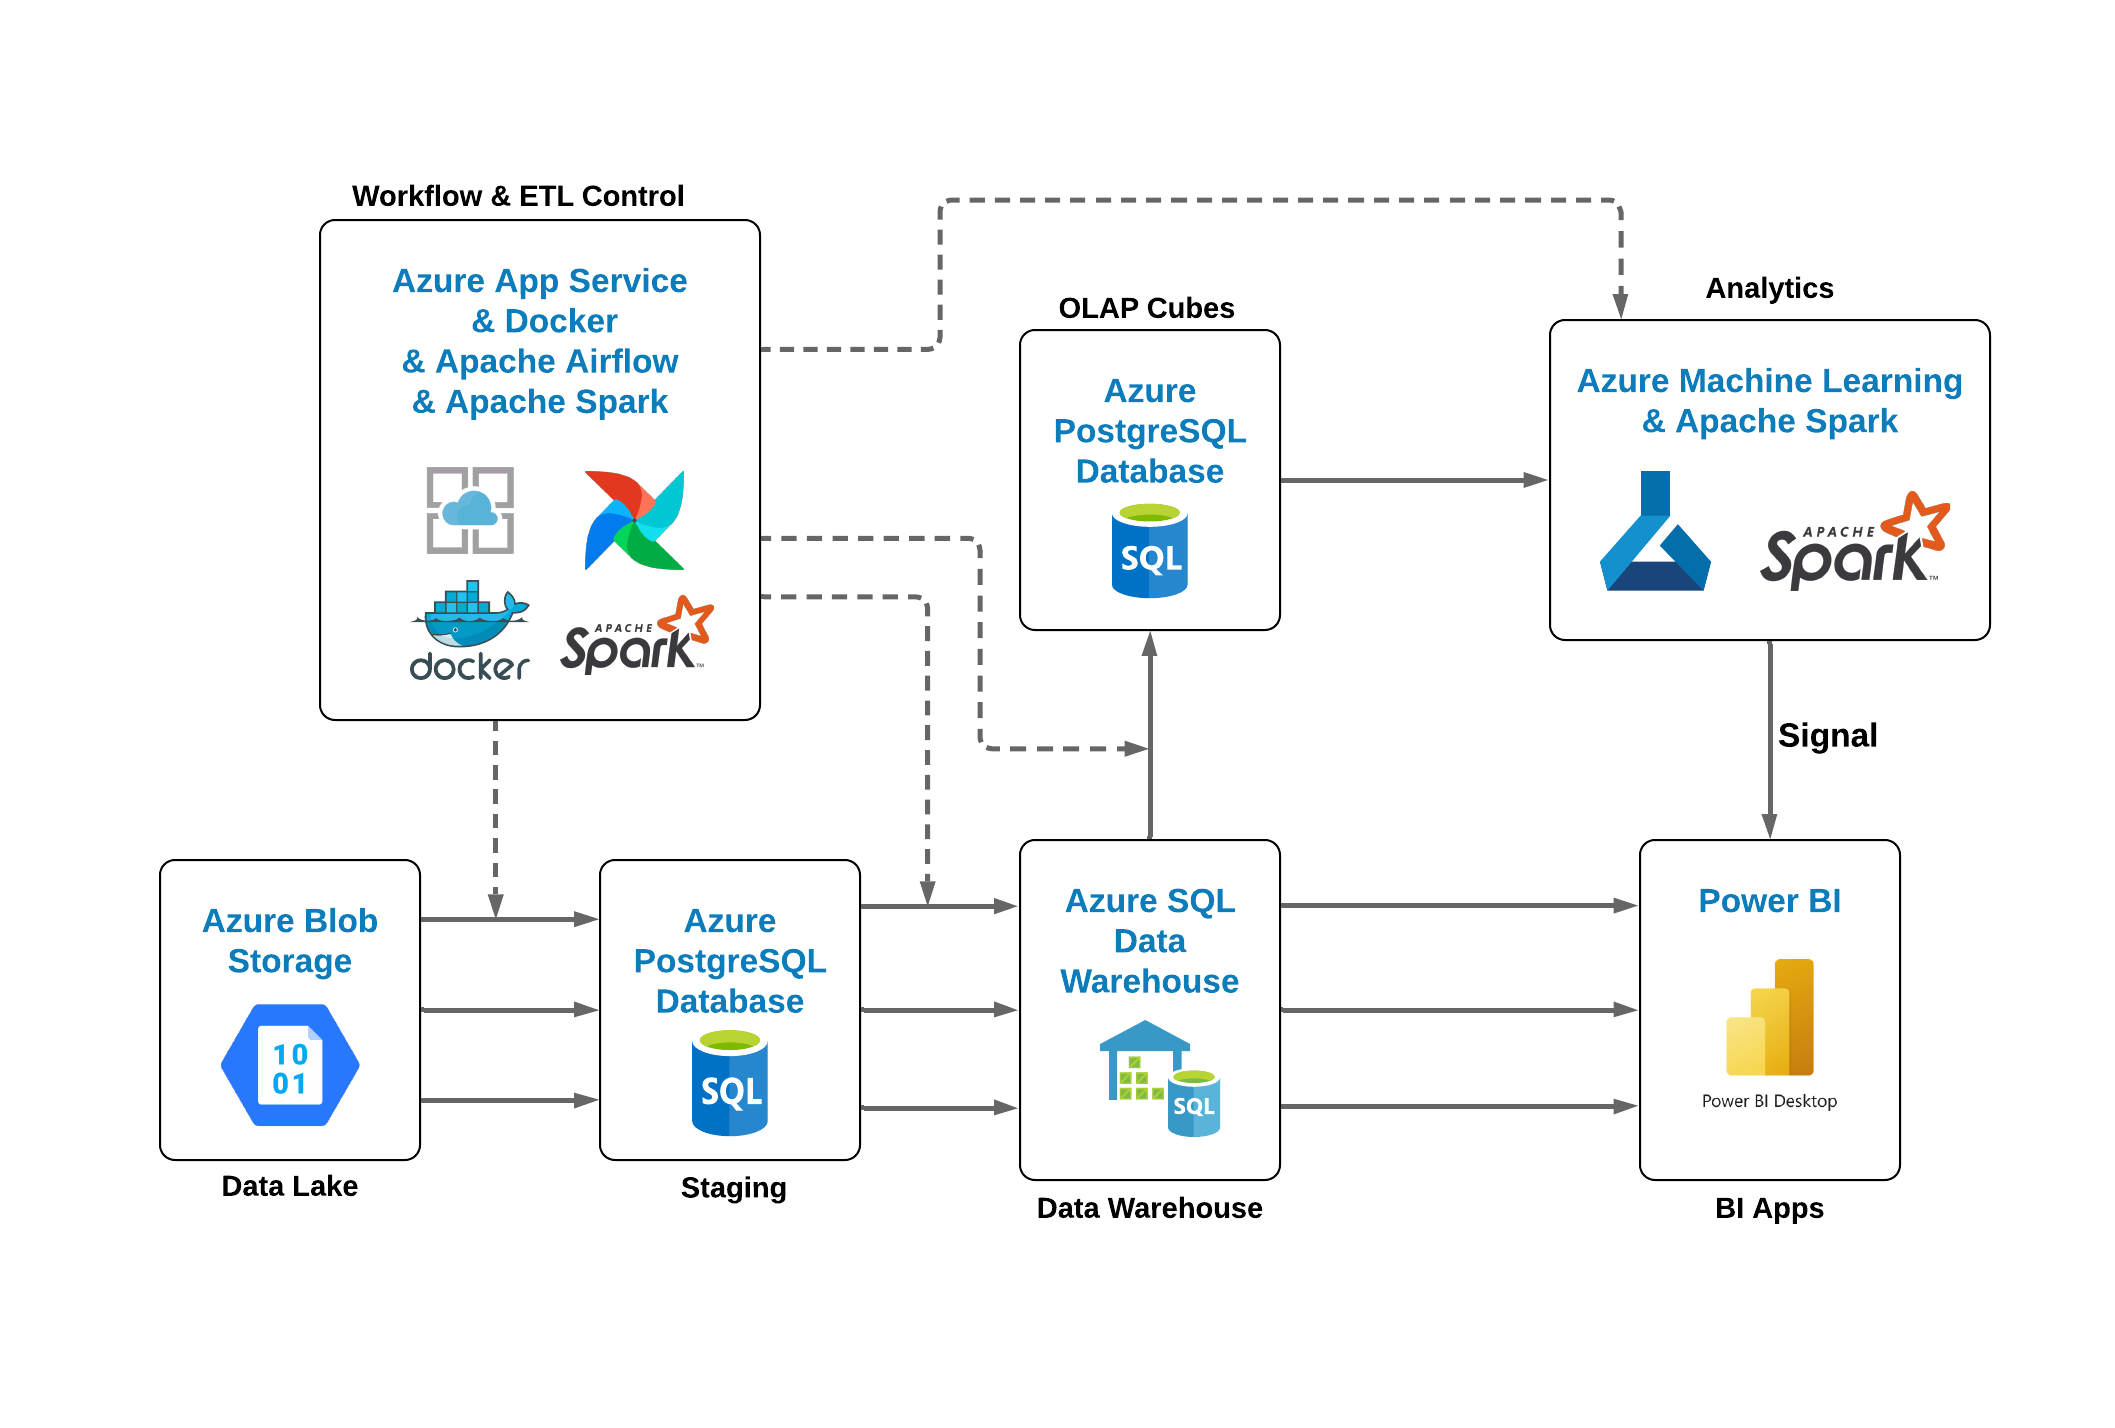 Workflow & ETL Control
Azure App Service
& Docker
& Apache Airflow
& Apache Spark
docker
APACHE
Spark™
OLAP Cubes
Azure
PostgreSQL
Database
SQL
Analytics
Azure Machine Learning
& Apache Spark
APACHE
Spark™
Signal
Azure Blob
Storage
10
01
Data Lake
Azure
PostgreSQL
Database
SQL
Staging
Azure SQL
Data
Warehouse
SQL
Data Warehouse
Power BI
Power BI Desktop
BI Apps